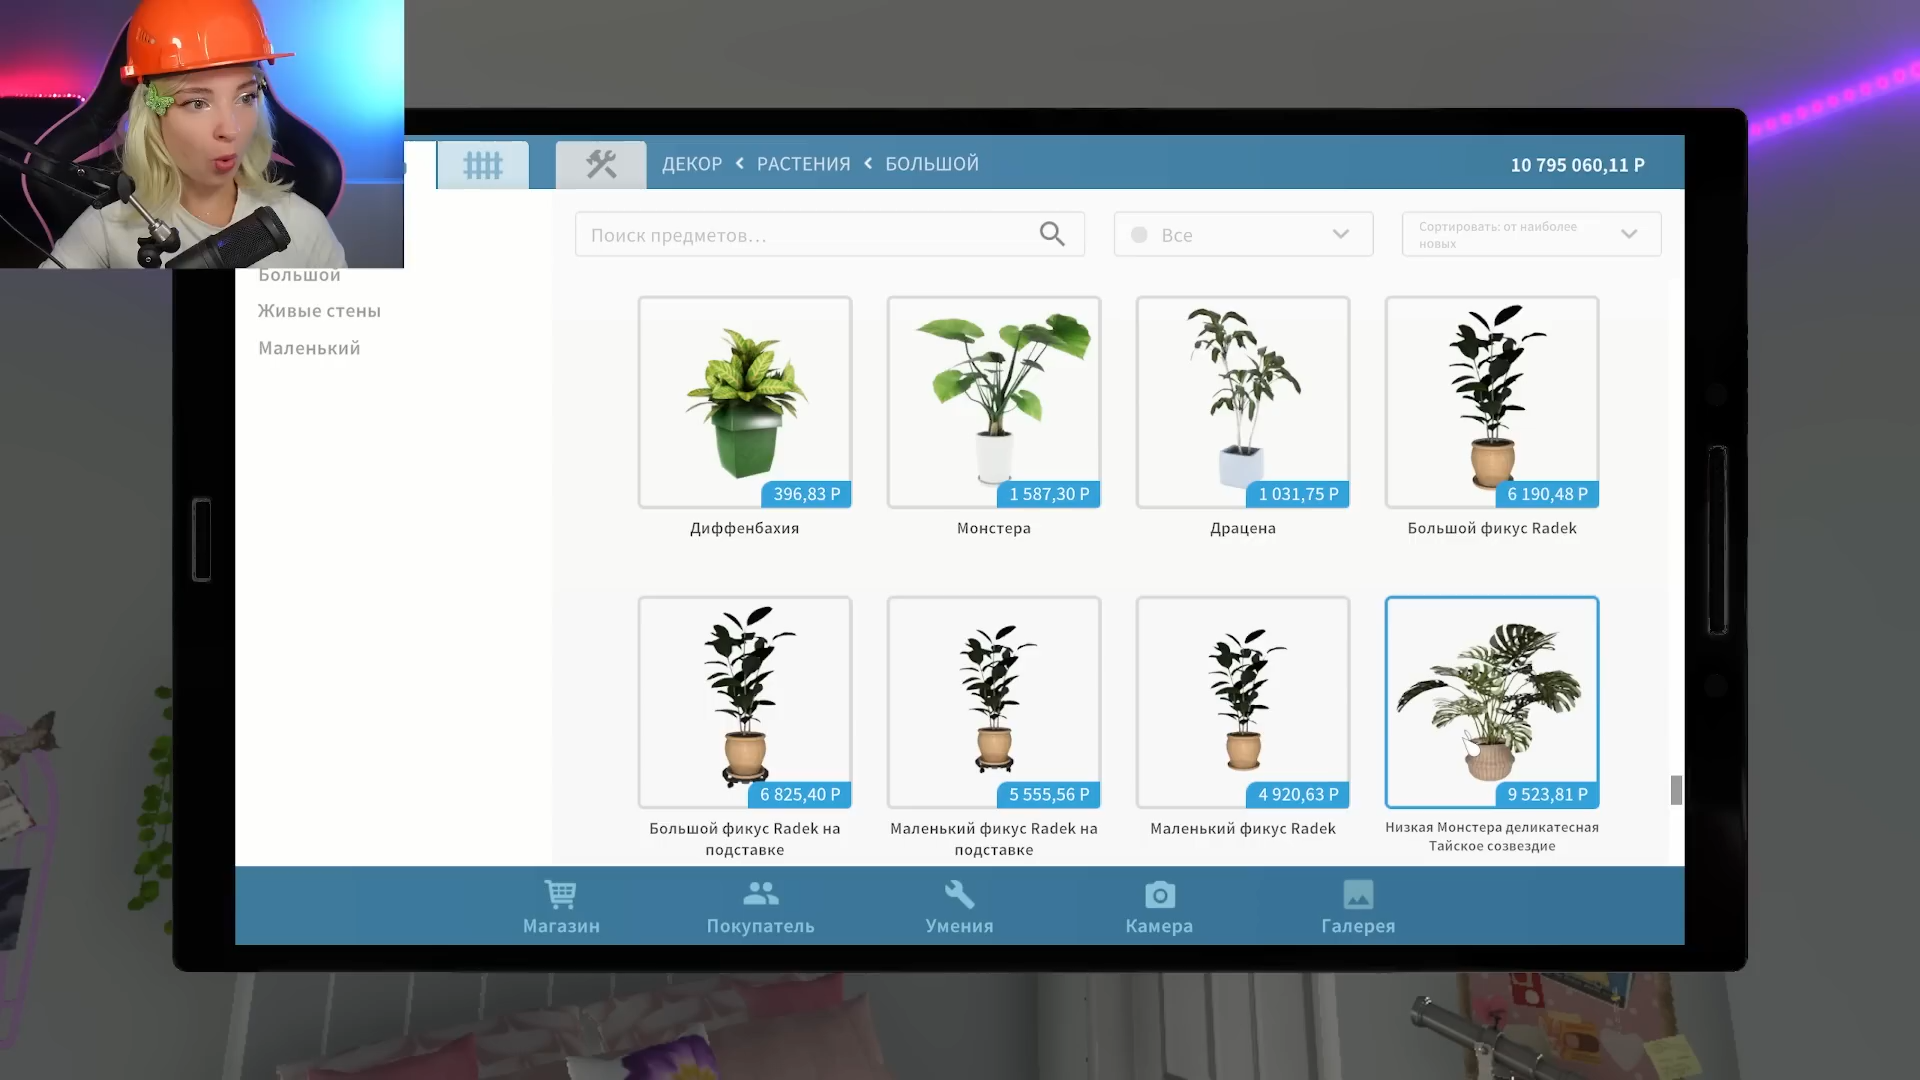 ДЕКОР < РАСТЕНИЯ < БОЛЬШОЙ
10 795 060,11 Р
Поиск предметов...
Все
Сортировать: от наиболее
новых
Большой
Живые стены
Маленький
396,83 Р
1 587,30 Р
1 031,75 Р
6 190,48 Р
Диффенбахия
Монстера
Драцена
Большой фикус Radek
6 825,40 Р
5 555,56 Р
4 920,63 Р
9 523,81 Р
Большой фикус Radek на
подставке
Маленький фикус Radek на
подставке
Маленький фикус Radek
Низкая Монстера деликатесная
Тайское созвездие
Магазин
Покупатель
Умения
Камера
Галерея